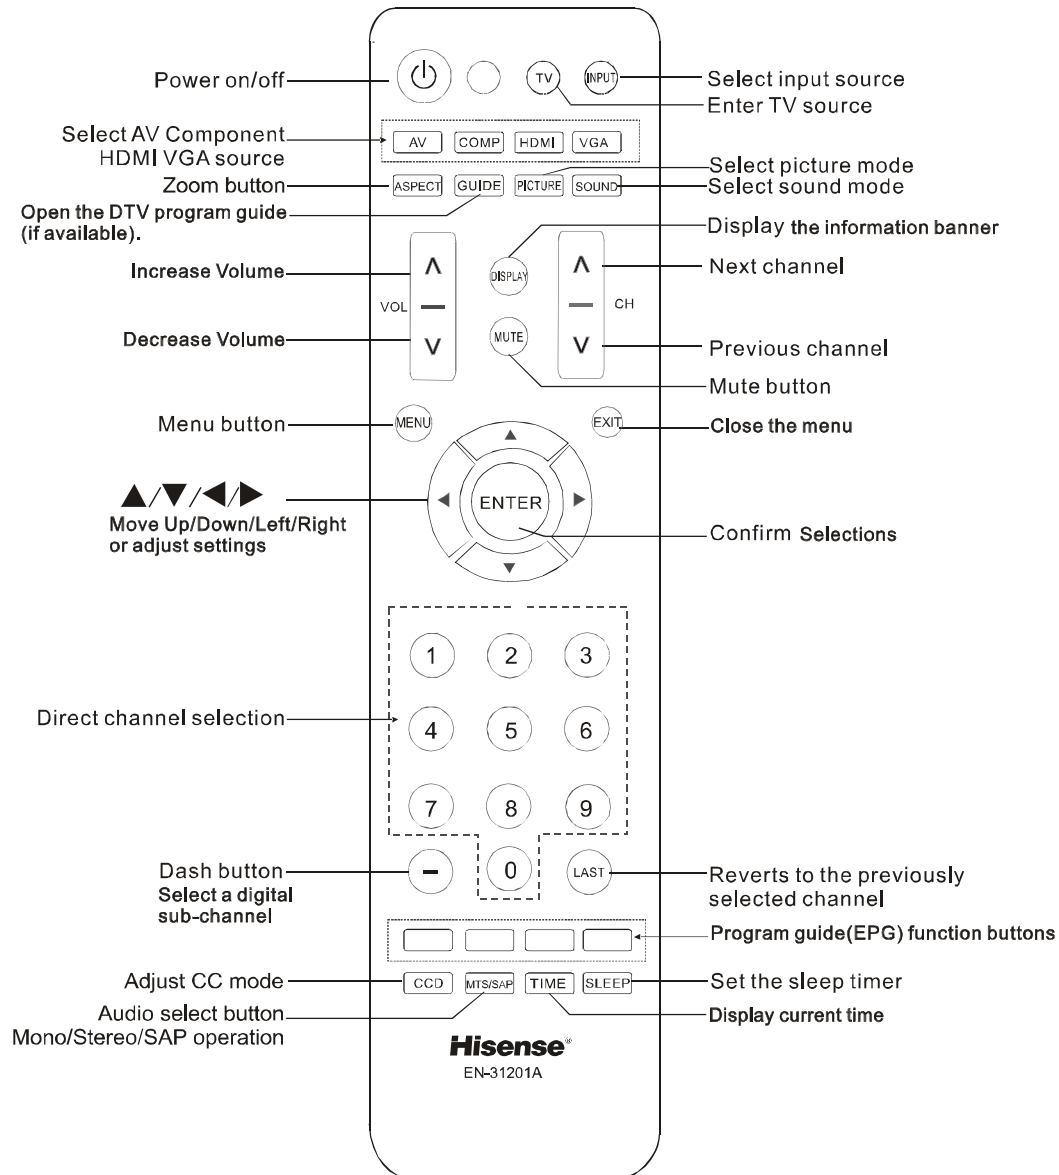 Power on/off
TV
INPUT
Select input source
Enter TV source
Select AV Component
HDMI VGA source
AV
COMP
HDMI
VGA
Select picture mode
Zoom button
ASPECT
GUIDE
PICTURE
SOUND
Select sound mode
Open the DTV program guide
(if available).
Display the information banner
Increase Volume
DISPLAY
Next channel
VOL
CH
Decrease Volume
MUTE
Previous channel
Mute button
Menu button
MENU
EXIT
Close the menu
▲/▼/◀/▶
Move Up/Down/Left/Right
or adjust settings
ENTER
Confirm Selections
1
2
3
Direct channel selection
4
5
6
7
8
9
Dash button
Select a digital
sub-channel
–
0
LAST
Reverts to the previously
selected channel
Program guide(EPG) function buttons
Adjust CC mode
CCD
MTS/SAP
TIME
SLEEP
Set the sleep timer
Audio select button
Mono/Stereo/SAP operation
Display current time
Hisense®
EN-31201A